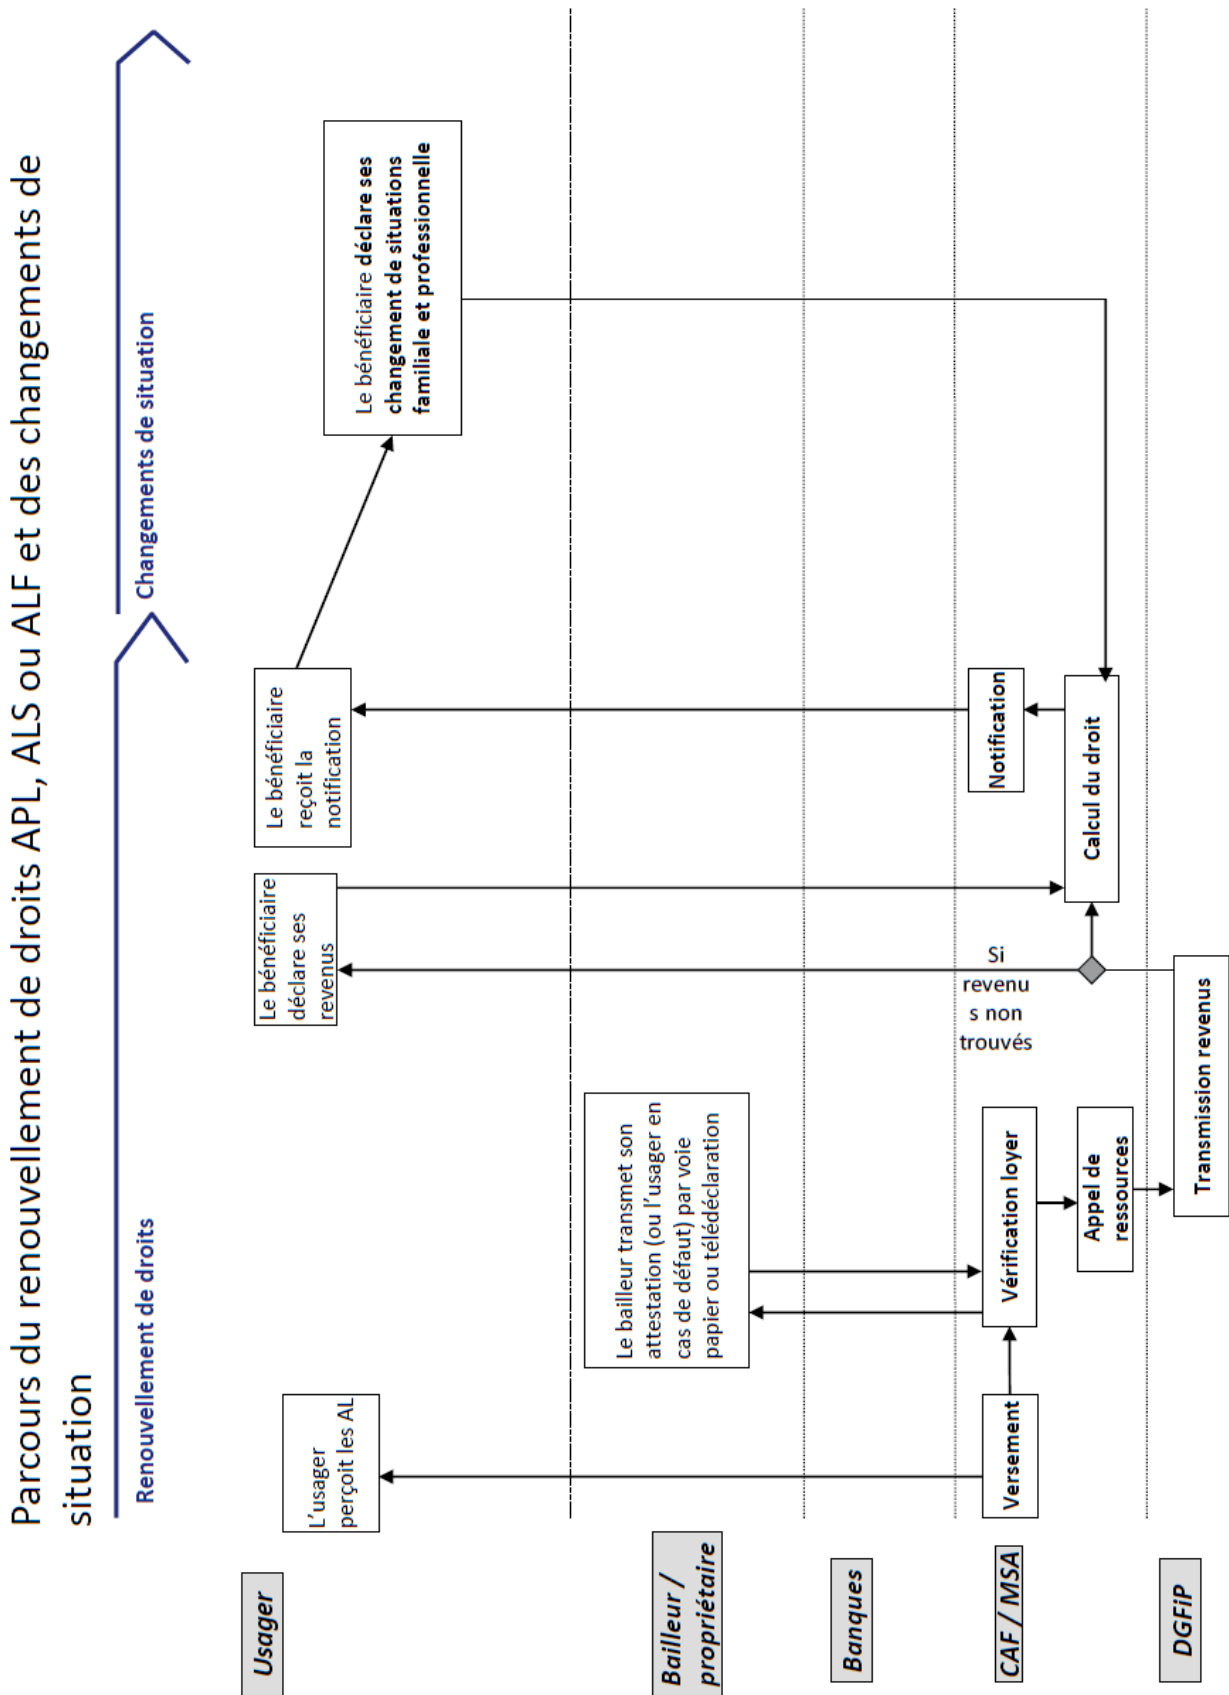 Parcours du renouvellement de droits APL, ALS ou ALF et des changements de
situation
Renouvellement de droits
Changements de situation
Usager
L'usager
perçoit les AL
Le bénéficiaire
déclare ses
revenus
Le bénéficiaire
reçoit la
notification
Le bénéficiaire déclare ses
changement de situations
familiale et professionnelle
Bailleur /
propriétaire
Le bailleur transmet son
attestation (ou l'usager en
cas de défaut) par voie
papier ou télédéclaration
Banques
CAF / MSA
Versement
Vérification loyer
Appel de
ressources
Si
revenu
s non
trouvés
Notification
Calcul du droit
DGFiP
Transmission revenus